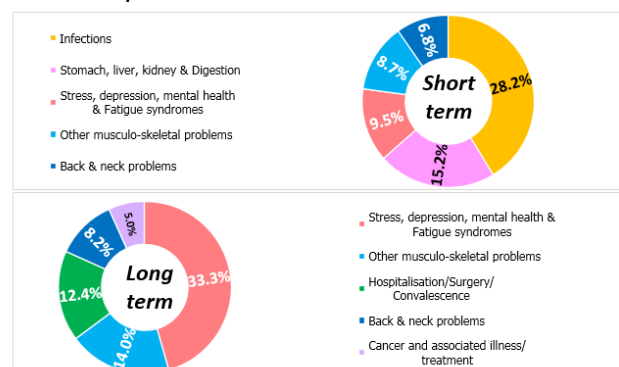 Infections
Stomach, liver, kidney & Digestion
Stress, depression, mental health
& Fatigue syndromes
Other musculo-skeletal problems
Back & neck problems
6.8%
8.7%
9.5%
15.2%
28.2%
Short
term
5.0%
8.2%
12.4%
14.0%
33.3%
Long
term
Stress, depression, mental health &
Fatigue syndromes
Other musculo-skeletal problems
Hospitalisation/Surgery/
Convalescence
Back & neck problems
Cancer and associated illness/
treatment